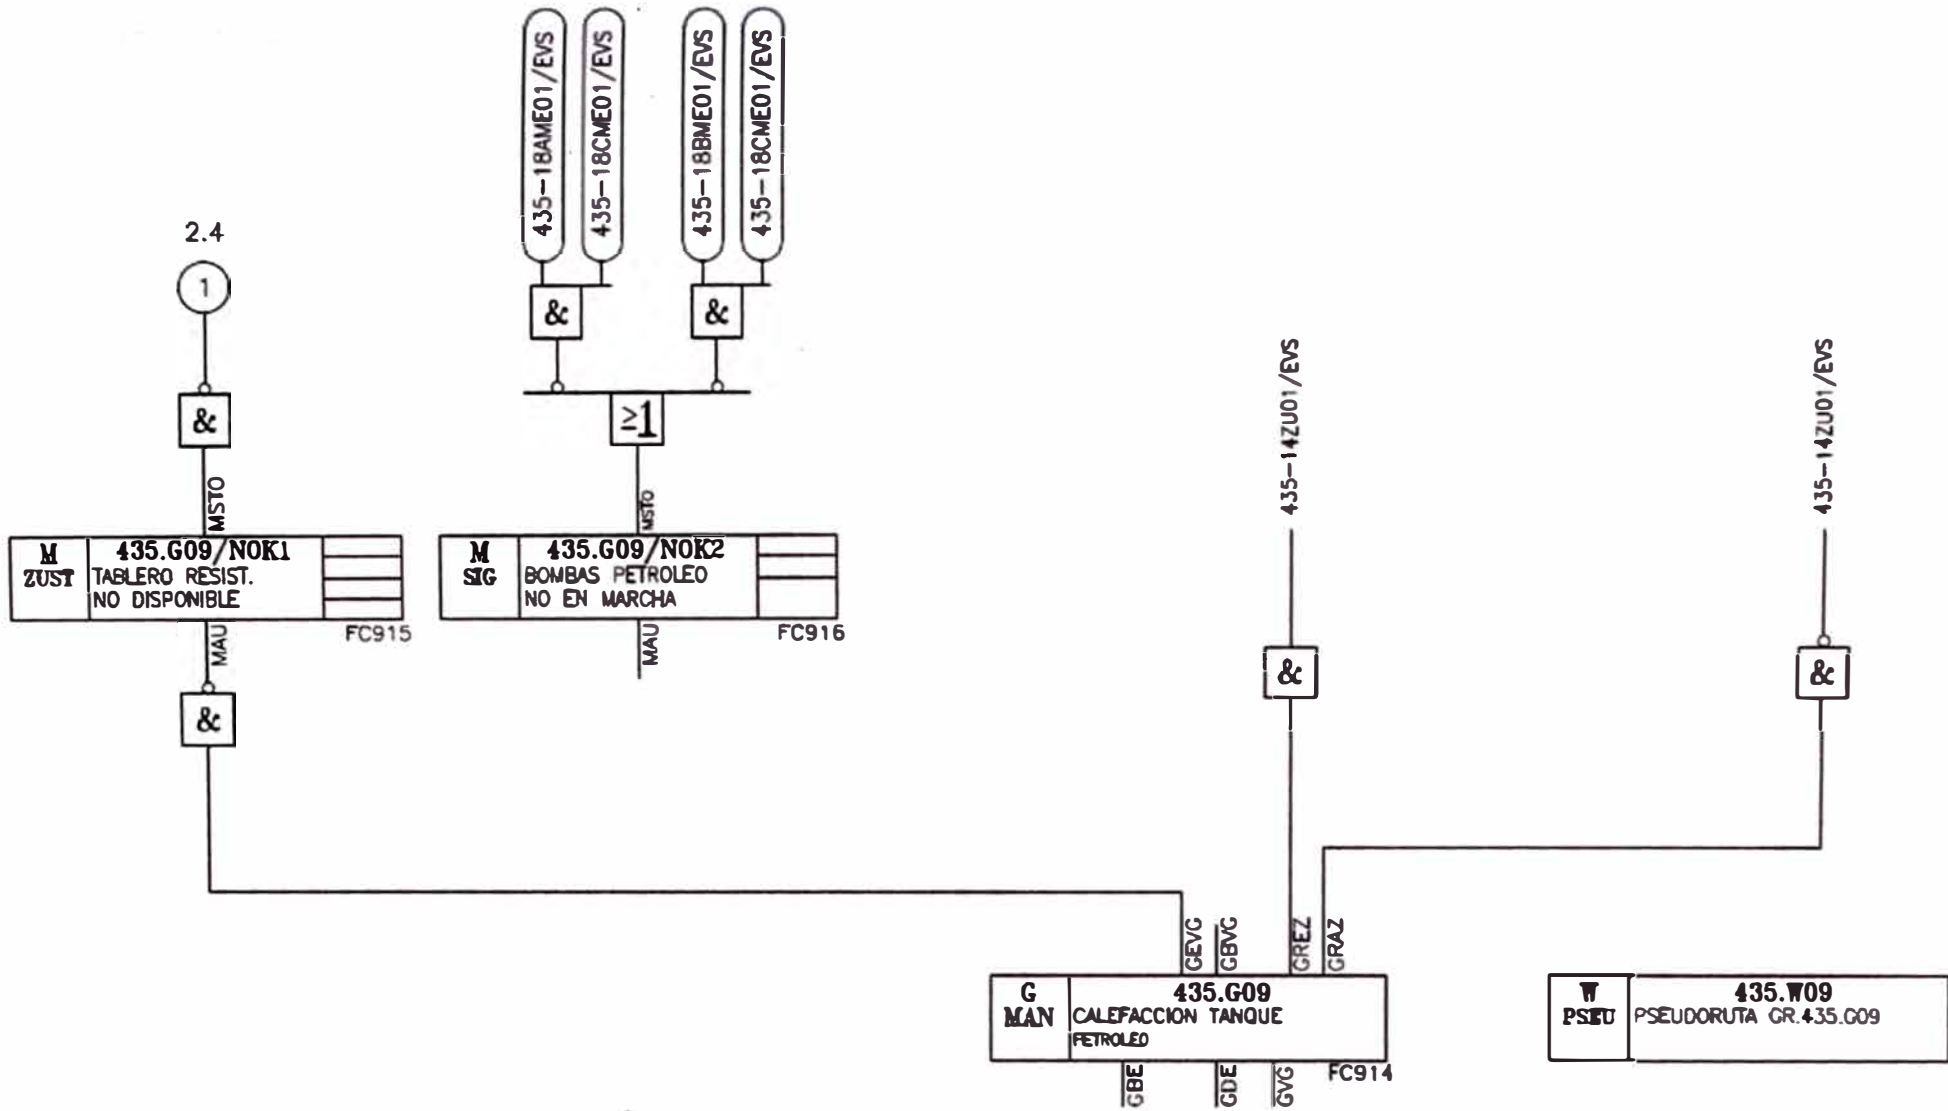 435-18AME01/EVS
435-18CME01/EVS
435-18BME01/EVS
435-18CME01/EVS
2.4
1
&
&
&
≥1
435-14ZU01/EVS
435-14ZU01/EVS
MSTO
MSTO
M
ZUST
435.G09/NOK1
TABLERO RESIST.
NO DISPONIBLE
FC915
M
SIG
435.G09/NOK2
BOMBAS PETROLEO
NO EN MARCHA
FC916
MAU
MAU
&
&
&
GEVG
GBVG
GREZ
GRAZ
G
MAN
435.G09
CALEFACCION TANQUE
PETROLEO
FC914
W
PSEU
435.W09
PSEUDORUTA GR.435.G09
GBE
GDE
GVG